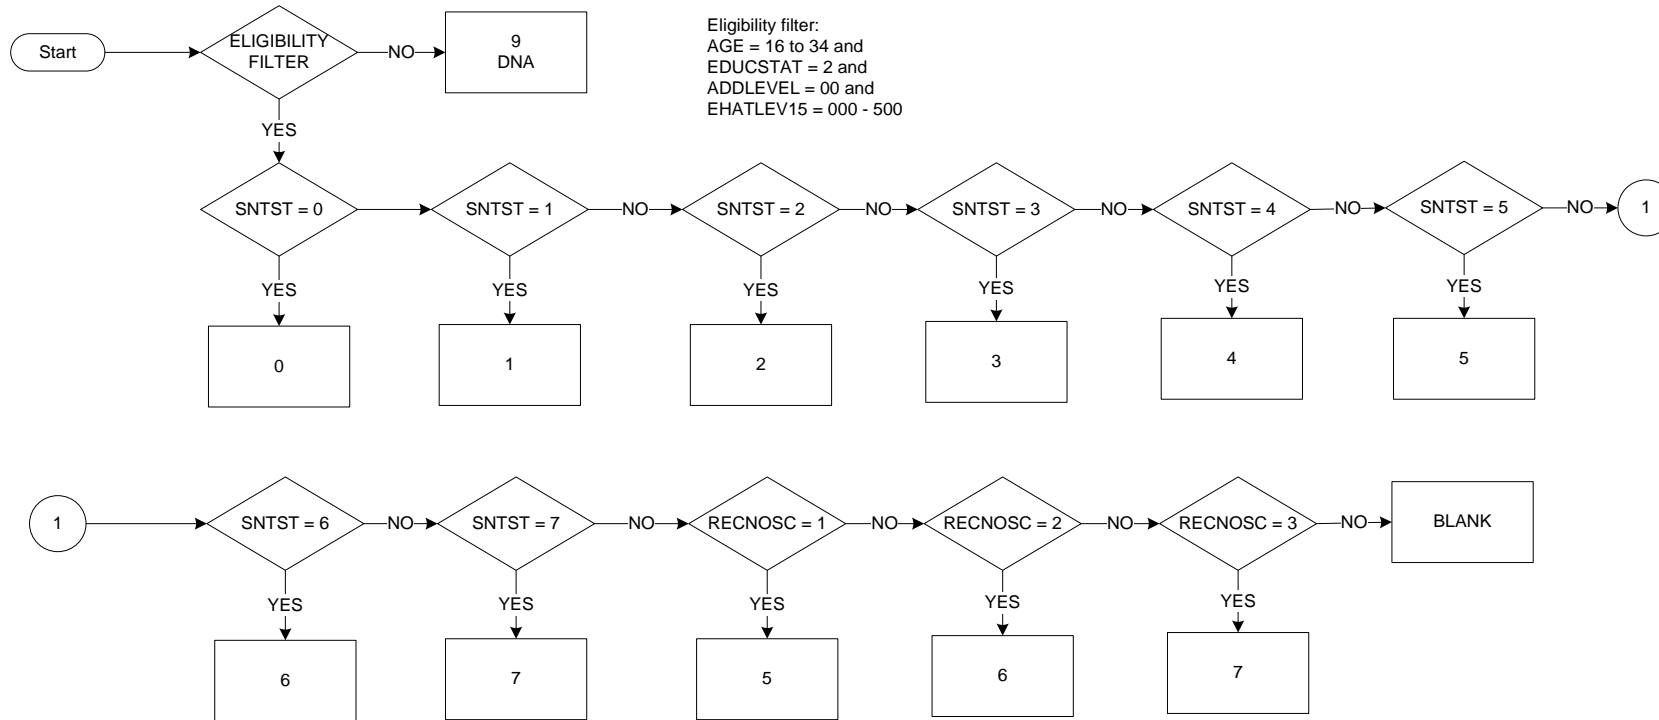 Start
ELIGIBILITY
FILTER
NO
9
DNA
Eligibility filter:
AGE = 16 to 34 and
EDUCSTAT = 2 and
ADDLEVEL = 00 and
EHATLEV15 = 000 - 500
YES
SNTST = 0
SNTST = 1
NO
SNTST = 2
NO
SNTST = 3
NO
SNTST = 4
NO
SNTST = 5
NO
1
YES
YES
YES
YES
YES
YES
0
1
2
3
4
5
1
SNTST = 6
NO
SNTST = 7
NO
RECNOSC = 1
NO
RECNOSC = 2
NO
RECNOSC = 3
NO
BLANK
YES
YES
YES
YES
YES
6
7
5
6
7